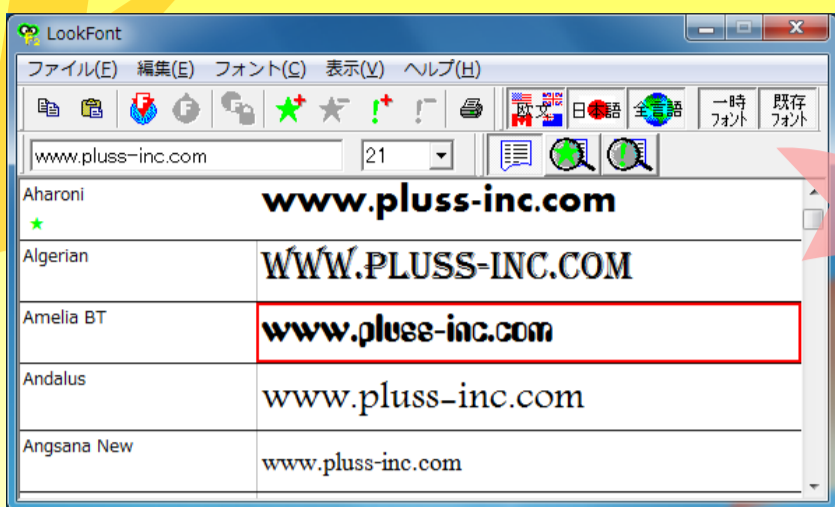 LookFont
ファイル(F) 編集(E) フォント(C) 表示(V) ヘルプ(H)
欧文 日本語 全言語 一時フォント 既存フォント
www.pluss-inc.com 21
Aharoni www.pluss-inc.com
Algerian WWW.PLUSS-INC.COM
Amelia BT www.pluss-inc.com
Andalus www.pluss-inc.com
Angsana New www.pluss-inc.com